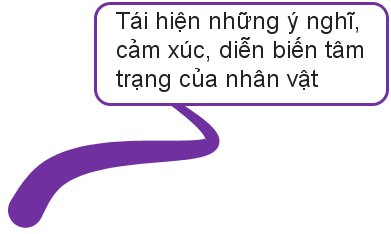 Tái hiện những ý nghĩ,
cảm xúc, diễn biến tâm
trạng của nhân vật